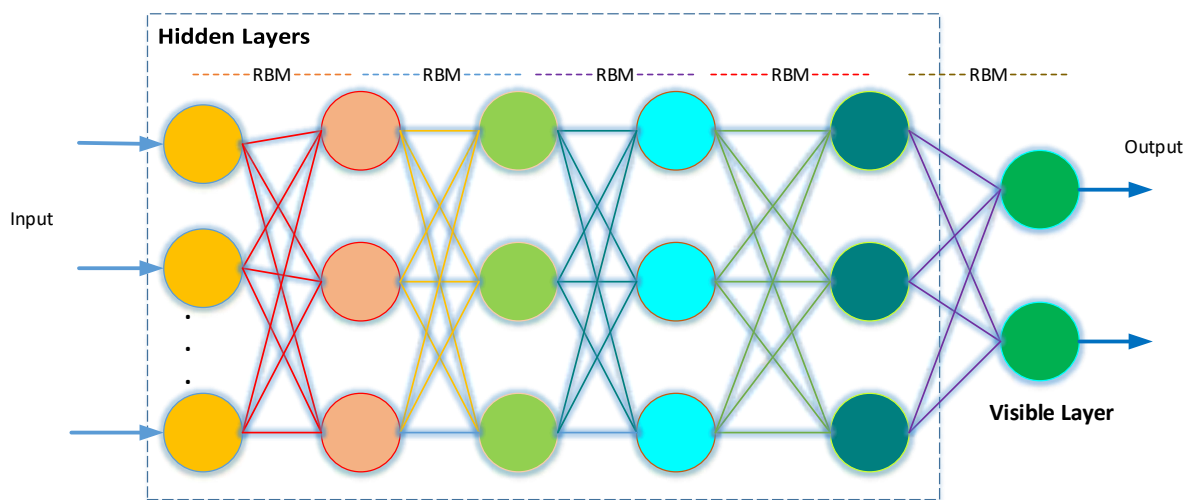 Hidden Layers
RBM RBM RBM RBM RBM
Output
Input
Visible Layer